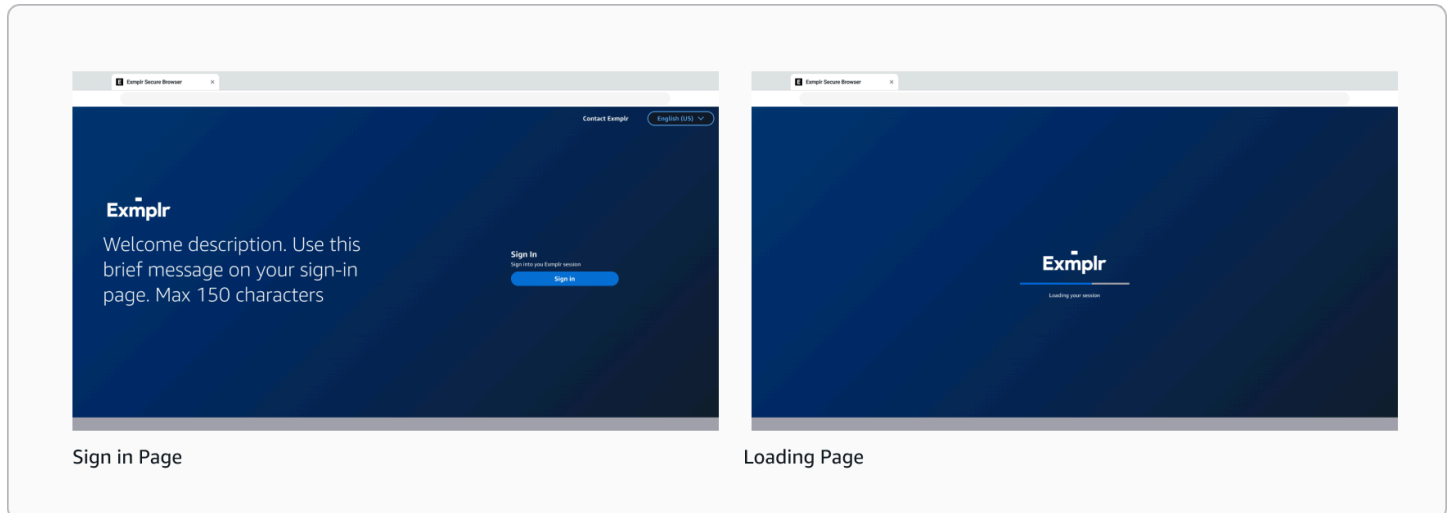 Exmplr Secure Browser
Contact Exmplr
English (US)
Exmplr
Welcome description. Use this
brief message on your sign-in
page. Max 150 characters
Sign In
Sign into you Exmplr session
Sign in
Sign in Page
Exmplr Secure Browser
Exmplr
Loading your session
Loading Page